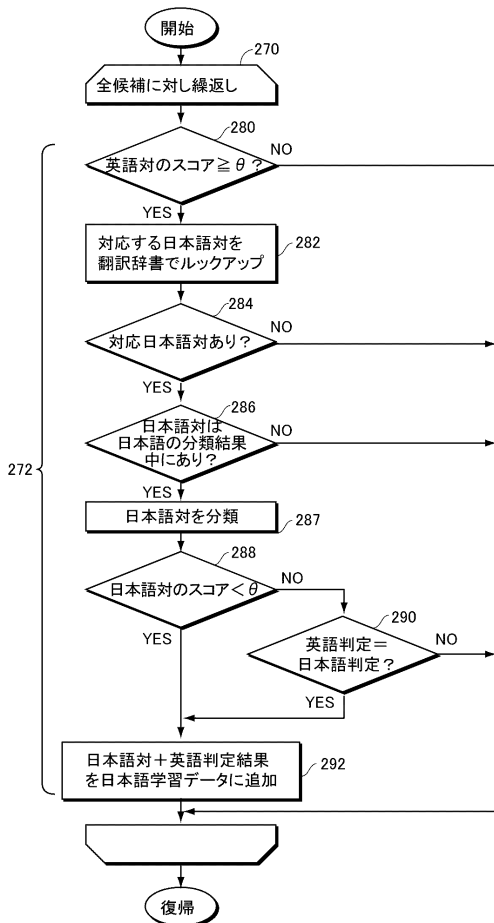 開始
270
全候補に対し繰返し
280
英語対のスコア≧θ?
NO
YES
対応する日本語対を
翻訳辞書でルックアップ
282
284
対応日本語対あり?
NO
YES
286
日本語対は
日本語の分類結果
中にあり?
NO
272
YES
日本語対を分類
287
288
日本語対のスコア<θ
NO
YES
290
英語判定=
日本語判定?
NO
YES
日本語対+英語判定結果
を日本語学習データに追加
292
復帰